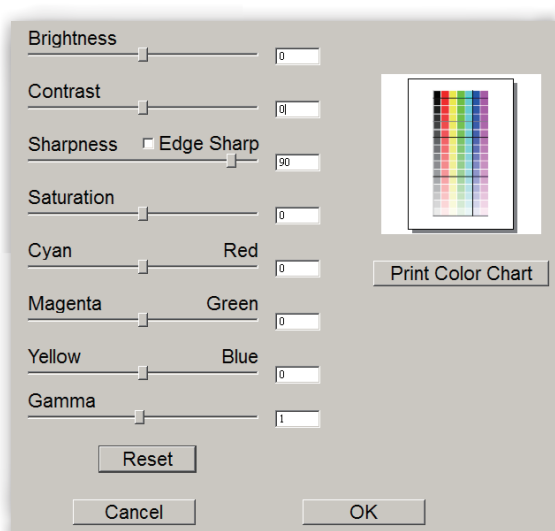 Brightness
0
Contrast
0
Sharpness Edge Sharp
90
Saturation
0
Cyan Red
0
Print Color Chart
Magenta Green
0
Yellow Blue
0
Gamma
1
Reset
Cancel OK